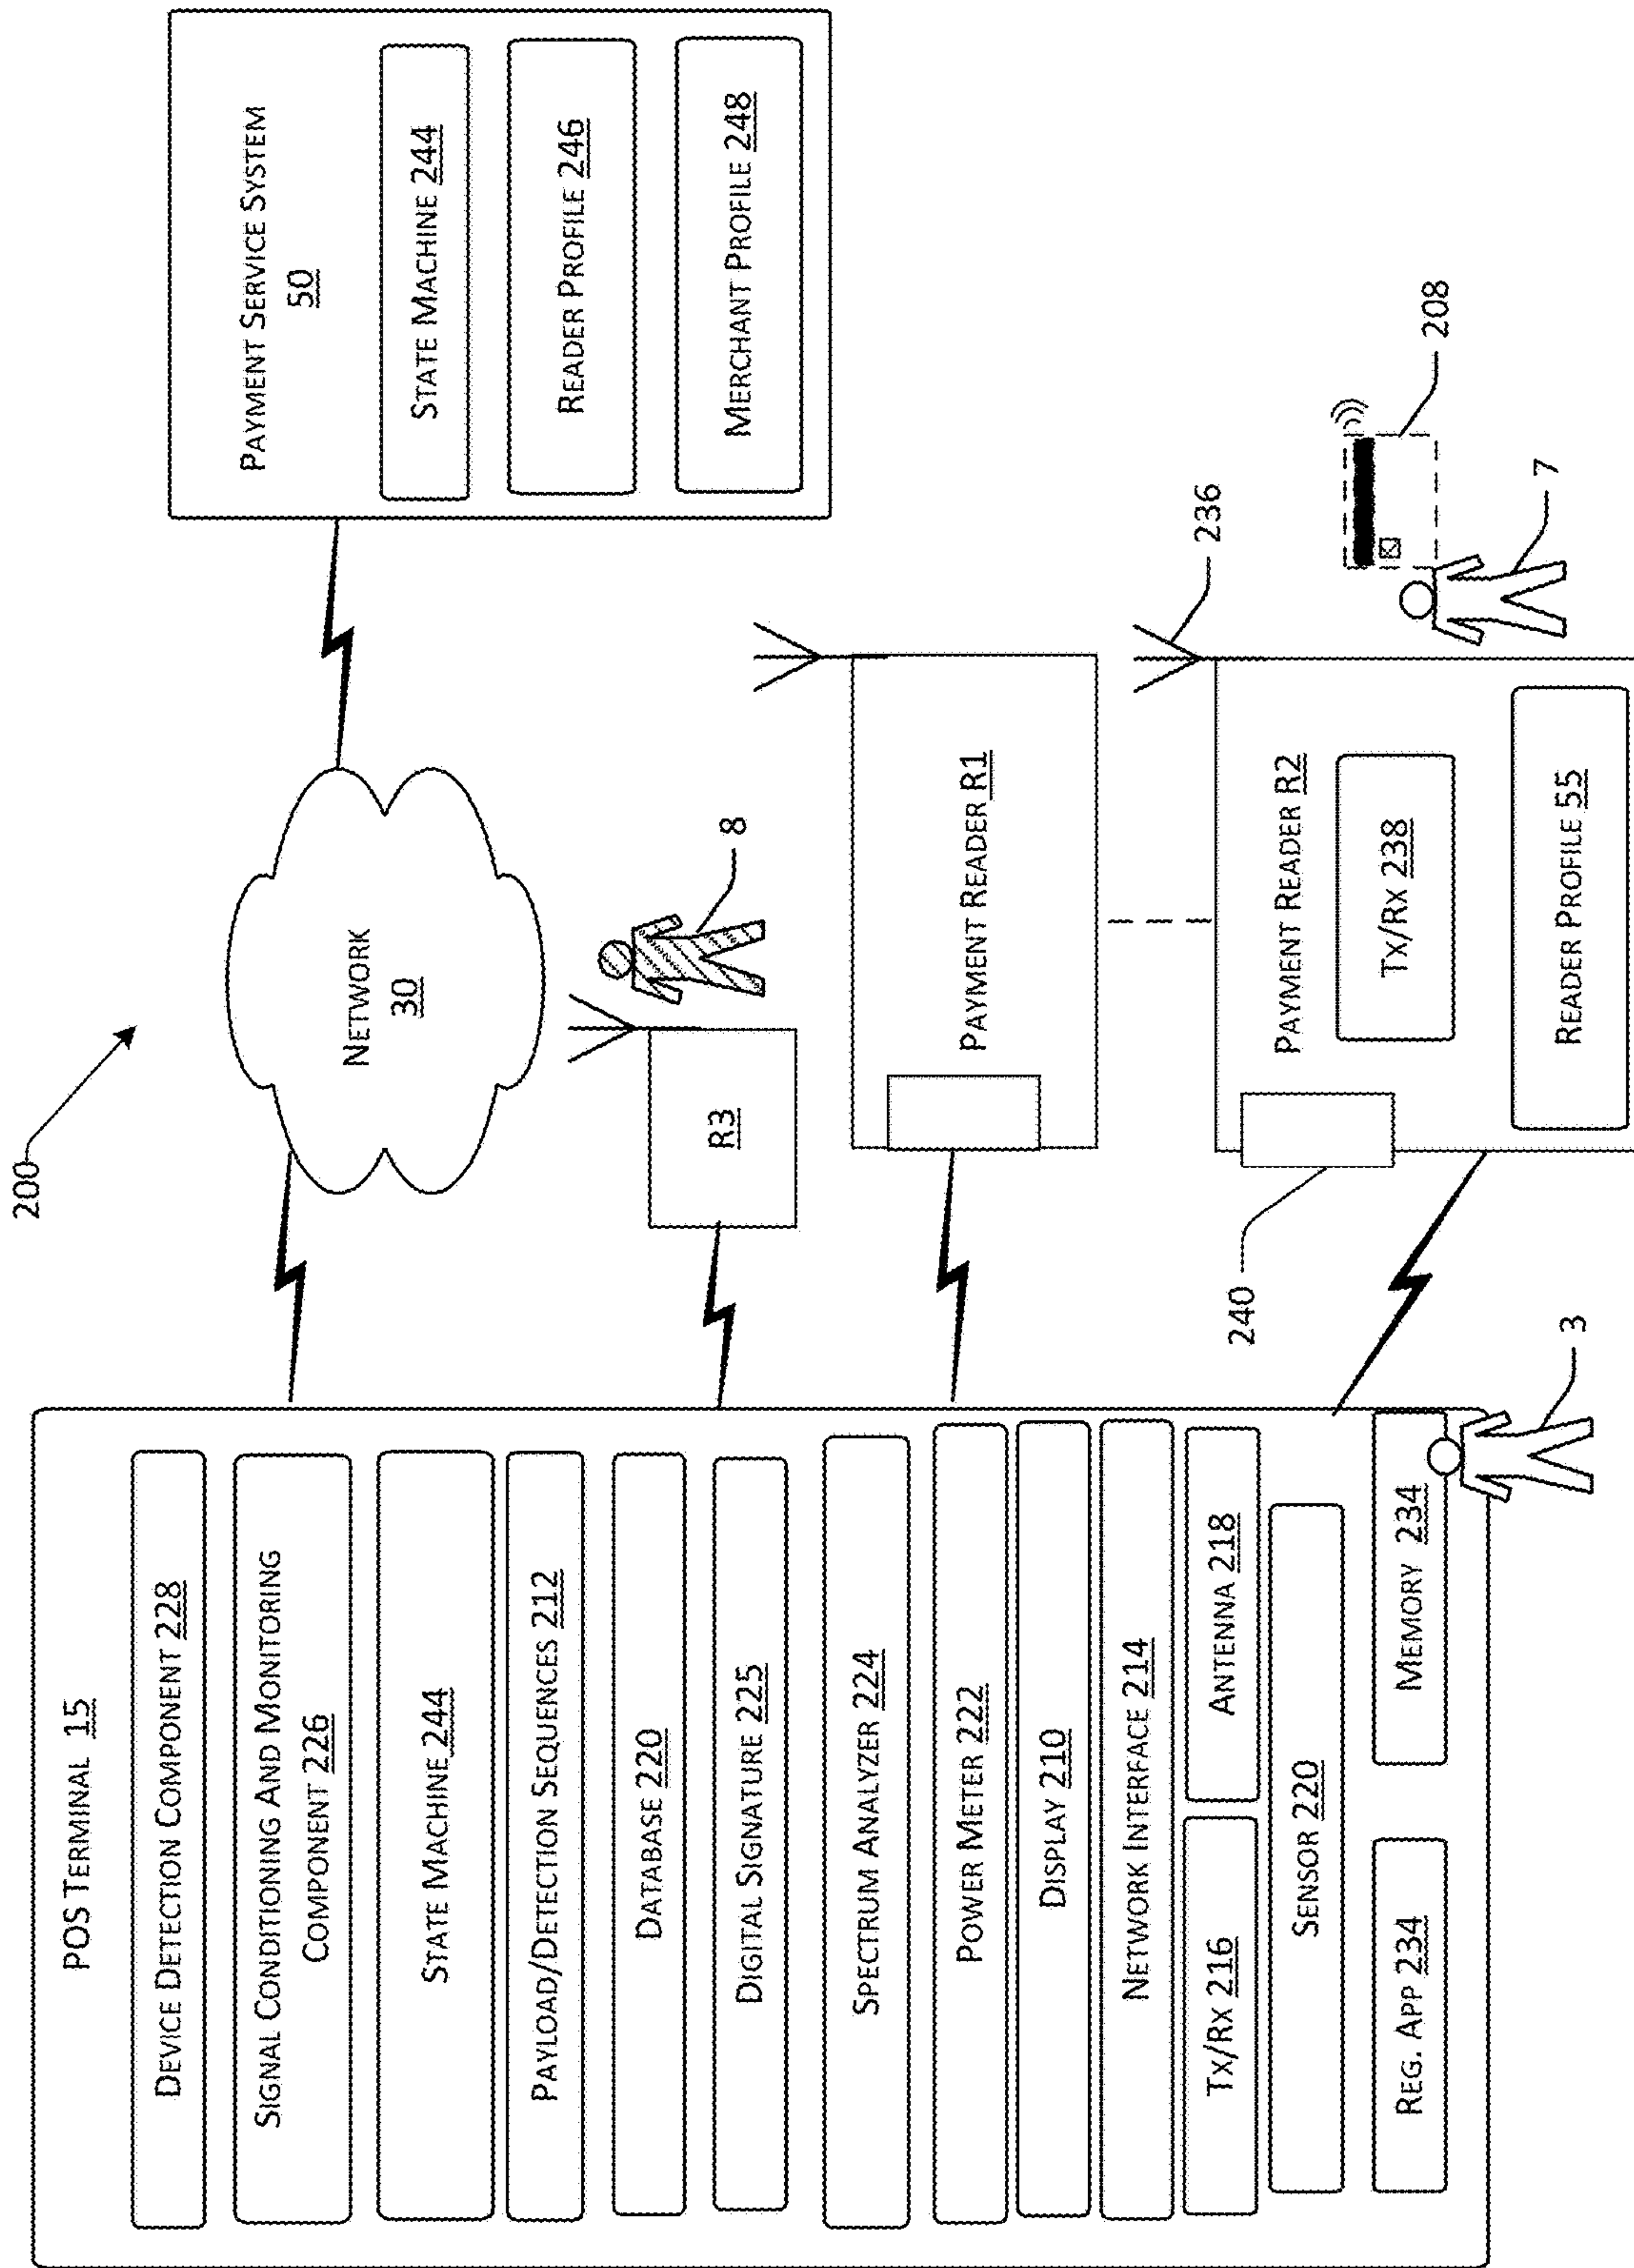 200
POS TERMINAL 15
DEVICE DETECTION COMPONENT 228
SIGNAL CONDITIONING AND MONITORING
COMPONENT 226
STATE MACHINE 244
PAYLOAD/DETECTION SEQUENCES 212
DATABASE 220
DIGITAL SIGNATURE 225
SPECTRUM ANALYZER 224
POWER METER 222
DISPLAY 210
NETWORK INTERFACE 214
TX/RX 216
ANTENNA 218
SENSOR 220
REG. APP 234
MEMORY 234
3
NETWORK
30
R3
8
PAYMENT READER R1
PAYMENT READER R2
TX/RX 238
READER PROFILE 55
240
236
208
7
PAYMENT SERVICE SYSTEM
50
STATE MACHINE 244
READER PROFILE 246
MERCHANT PROFILE 248